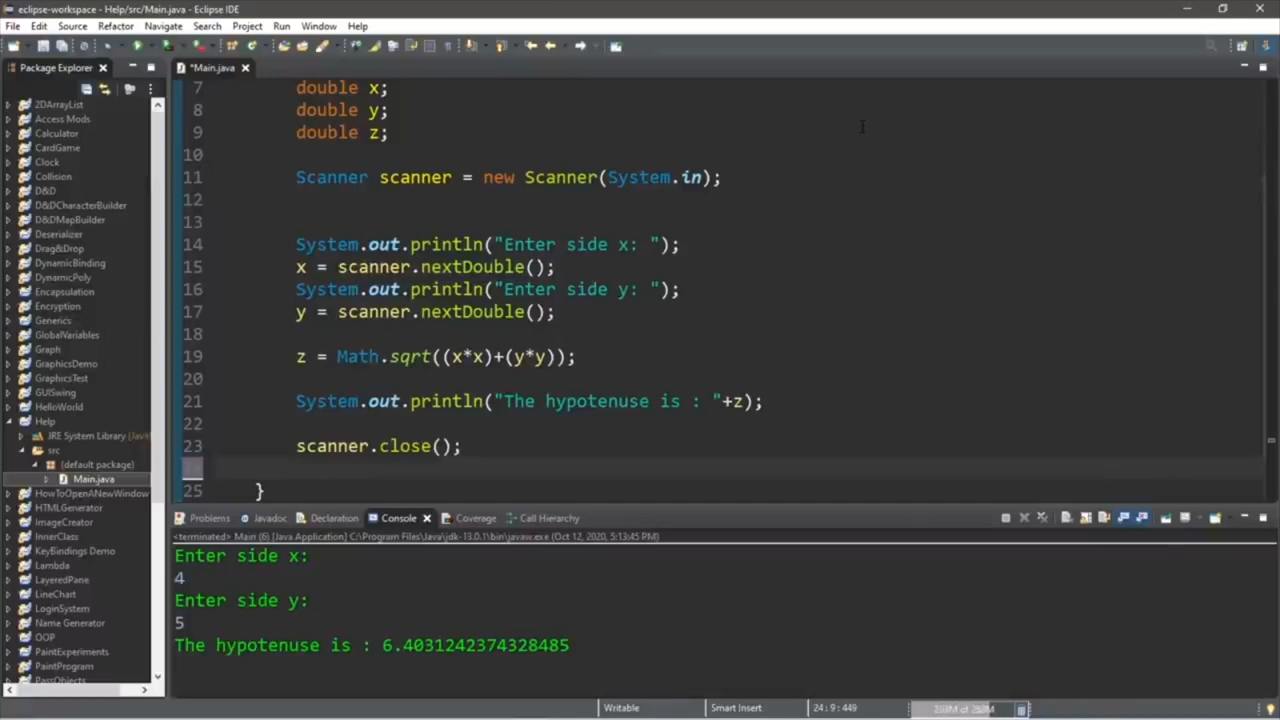 eclipse-workspace - Help/src/Main.java - Eclipse IDE
File Edit Source Refactor Navigate Search Project Run Window Help
Package Explorer
*Main.java
2DArrayList
Access Mods
Calculator
CardGame
Clock
Collision
D&D
D&DCharacterBuilder
D&DMapBuilder
Deserializer
Drag&Drop
DynamicBinding
DynamicPoly
Encapsulation
Encryption
Generics
GlobalVariables
Graph
GraphicsDemo
GraphicsTest
GUISwing
HelloWorld
Help
JRE System Library
src
(default package)
Main.java
HowToOpenANewWindow
HTMLGenerator
ImageCreator
InnerClass
KeyBindings Demo
Lambda
LayeredPane
LineChart
LoginSystem
Name Generator
OOP
PaintExperiments
PaintProgram
PassObjects
7 double x;
8 double y;
9 double z;
10
11 Scanner scanner = new Scanner(System.in);
12
13
14 System.out.println("Enter side x: ");
15 x = scanner.nextDouble();
16 System.out.println("Enter side y: ");
17 y = scanner.nextDouble();
18
19 z = Math.sqrt((x*x)+(y*y));
20
21 System.out.println("The hypotenuse is : "+z);
22
23 scanner.close();
25 }
Problems Javadoc Declaration Console Coverage Call Hierarchy
<terminated> Main (6) [Java Application] C:\Program Files\Java\jdk-13.0.1\bin\javaw.exe (Oct 12, 2020, 5:13:45 PM)
Enter side x:
4
Enter side y:
5
The hypotenuse is : 6.4031242374328485
Writable Smart Insert 24 : 9 : 449